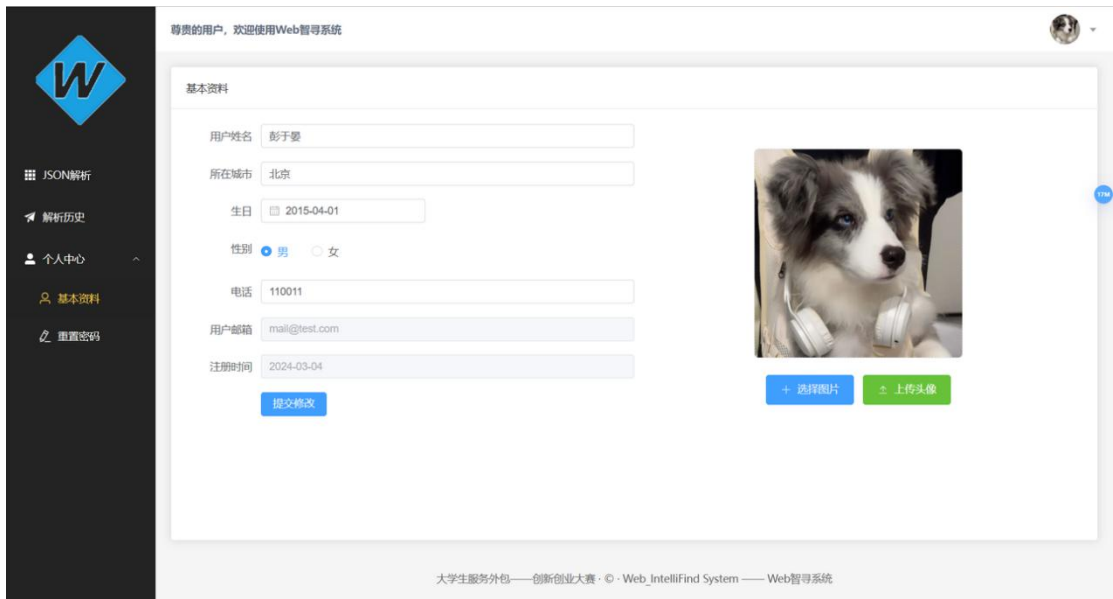 尊贵的用户，欢迎使用Web智寻系统
W
JSON解析
解析历史
个人中心
基本资料
重置密码
基本资料
用户姓名 彭于晏
所在城市 北京
生日 2015-04-01
性别 男 女
电话 110011
用户邮箱 mail@test.com
注册时间 2024-03-04
提交修改
+ 选择图片
上传头像
17M
大学生服务外包——创新创业大赛 · © · Web_IntelliFind System —— Web智寻系统